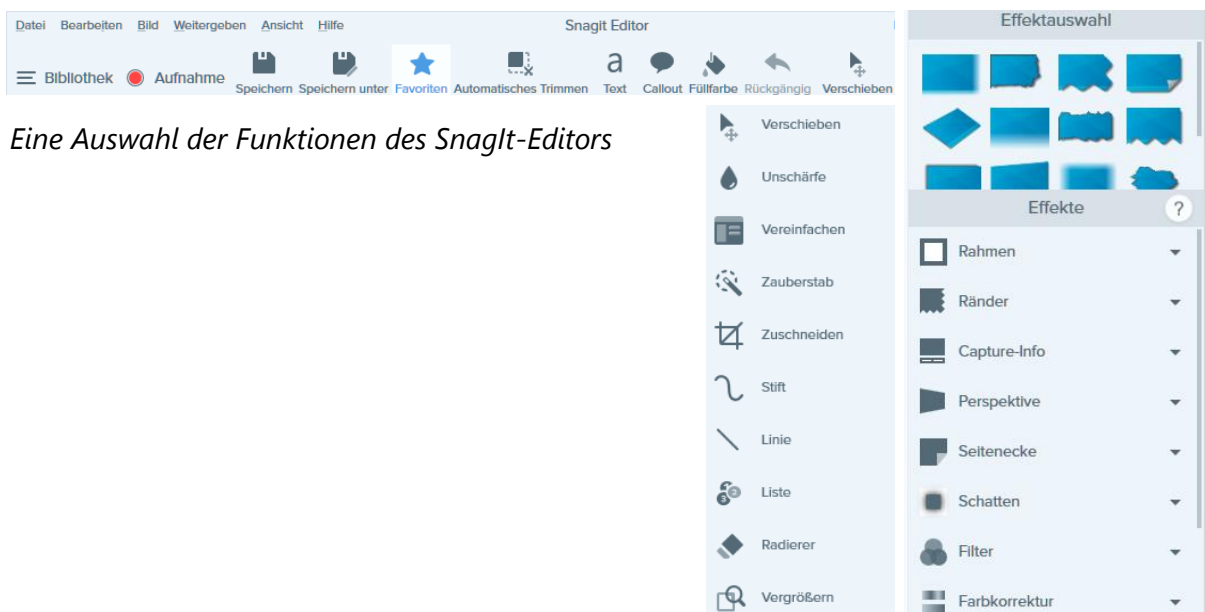 Datei Bearbeiten Bild Weitergeben Ansicht Hilfe Snagit Editor
Bibliothek Aufnahme Speichern Speichern unter Favoriten Automatisches Trimmen Text Callout Füllfarbe Rückgängig Verschieben
Eine Auswahl der Funktionen des SnagIt-Editors
Verschieben
Unschärfe
Vereinfachen
Zauberstab
Zuschneiden
Stift
Linie
Liste
Radierer
Vergrößern
Effektauswahl
Effekte ?
Rahmen
Ränder
Capture-Info
Perspektive
Seitenecke
Schatten
Filter
Farbkorrektur